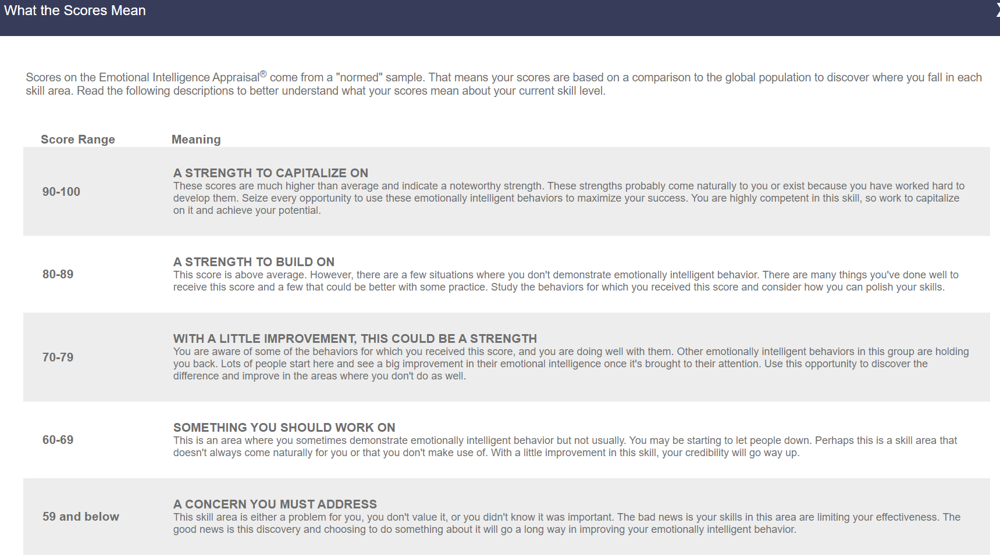 What the Scores Mean
Scores on the Emotional Intelligence Appraisal® come from a "normed" sample. That means your scores are based on a comparison to the global population to discover where you fall in each
skill area. Read the following descriptions to better understand what your scores mean about your current skill level.
Score Range Meaning
A STRENGTH TO CAPITALIZE ON
90-100
These scores are much higher than average and indicate a noteworthy strength. These strengths probably come naturally to you or exist because you have worked hard to
develop them. Seize every opportunity to use these emotionally intelligent behaviors to maximize your success. You are highly competent in this skill, so work to capitalize
on it and achieve your potential.
A STRENGTH TO BUILD ON
80-89
This score is above average. However, there are a few situations where you don't demonstrate emotionally intelligent behavior. There are many things you've done well to
receive this score and a few that could be better with some practice. Study the behaviors for which you received this score and consider how you can polish your skills.
WITH A LITTLE IMPROVEMENT, THIS COULD BE A STRENGTH
70-79
You are aware of some of the behaviors for which you received this score, and you are doing well with them. Other emotionally intelligent behaviors in this group are holding
you back. Lots of people start here and see a big improvement in their emotional intelligence once it's brought to their attention. Use this opportunity to discover the
difference and improve in the areas where you don't do as well.
SOMETHING YOU SHOULD WORK ON
60-69
This is an area where you sometimes demonstrate emotionally intelligent behavior but not usually. You may be starting to let people down. Perhaps this is a skill area that
doesn't always come naturally for you or that you don't make use of. With a little improvement in this skill, your credibility will go way up.
A CONCERN YOU MUST ADDRESS
59 and below
This skill area is either a problem for you, you don't value it, or you didn't know it was important. The bad news is your skills in this area are limiting your effectiveness. The
good news is this discovery and choosing to do something about it will go a long way in improving your emotionally intelligent behavior.